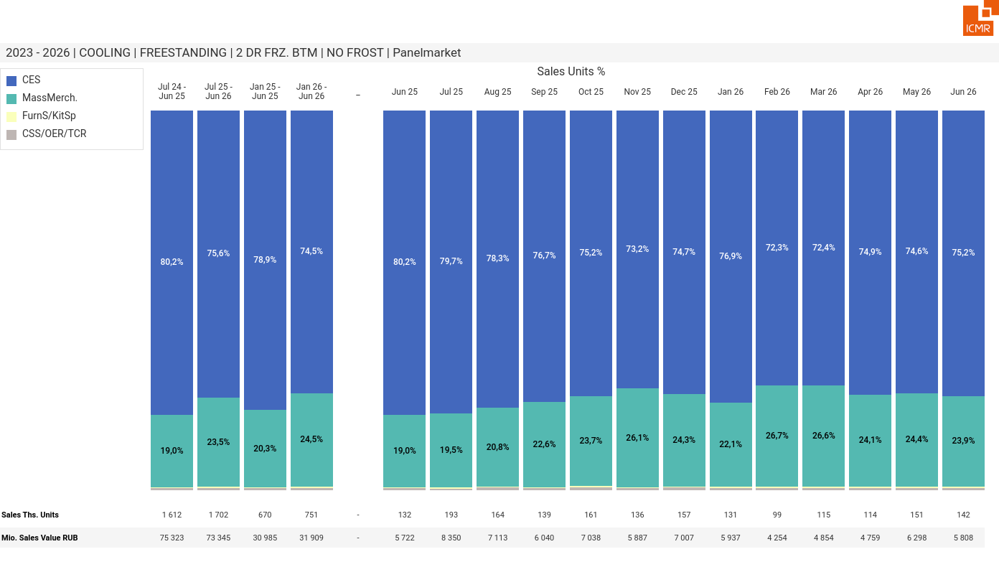 ICMR
2023 - 2026 | COOLING | FREESTANDING | 2 DR FRZ. BTM | NO FROST | Panelmarket
Sales Units %
CES
MassMerch.
FurnS/KitSp
CSS/OER/TCR
Jul 24 - Jun 25 Jul 25 - Jun 26 Jan 25 - Jun 25 Jan 26 - Jun 26 – Jun 25 Jul 25 Aug 25 Sep 25 Oct 25 Nov 25 Dec 25 Jan 26 Feb 26 Mar 26 Apr 26 May 26 Jun 26
80,2% 75,6% 78,9% 74,5% 80,2% 79,7% 78,3% 76,7% 75,2% 73,2% 74,7% 76,9% 72,3% 72,4% 74,9% 74,6% 75,2%
19,0% 23,5% 20,3% 24,5% 19,0% 19,5% 20,8% 22,6% 23,7% 26,1% 24,3% 22,1% 26,7% 26,6% 24,1% 24,4% 23,9%
Sales Ths. Units 1 612 1 702 670 751 - 132 193 164 139 161 136 157 131 99 115 114 151 142
Mio. Sales Value RUB 75 323 73 345 30 985 31 909 - 5 722 8 350 7 113 6 040 7 038 5 887 7 007 5 937 4 254 4 854 4 759 6 298 5 808